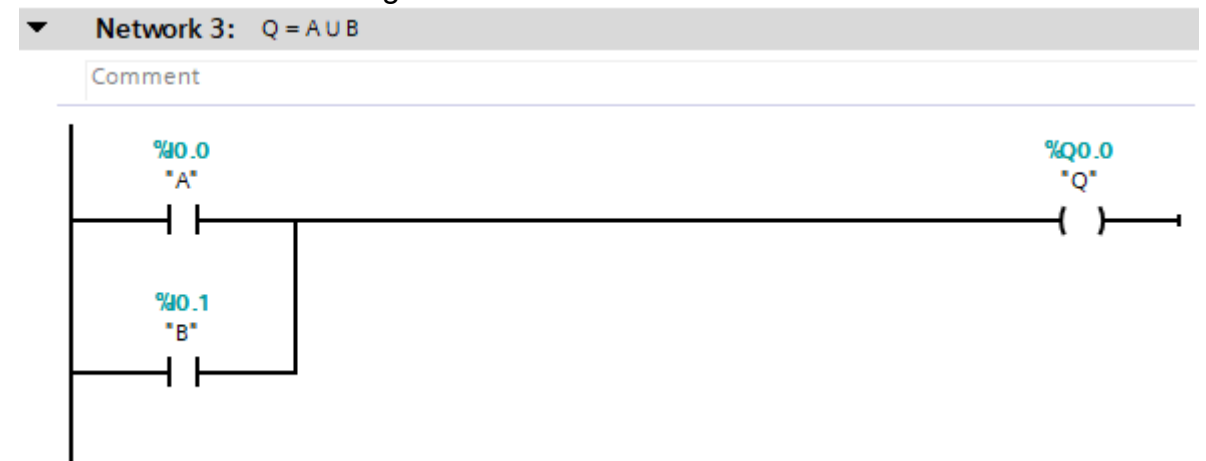 Network 3: Q = A U B
Comment
%I0.0
"A"
%Q0.0
"Q"
%I0.1
"B"